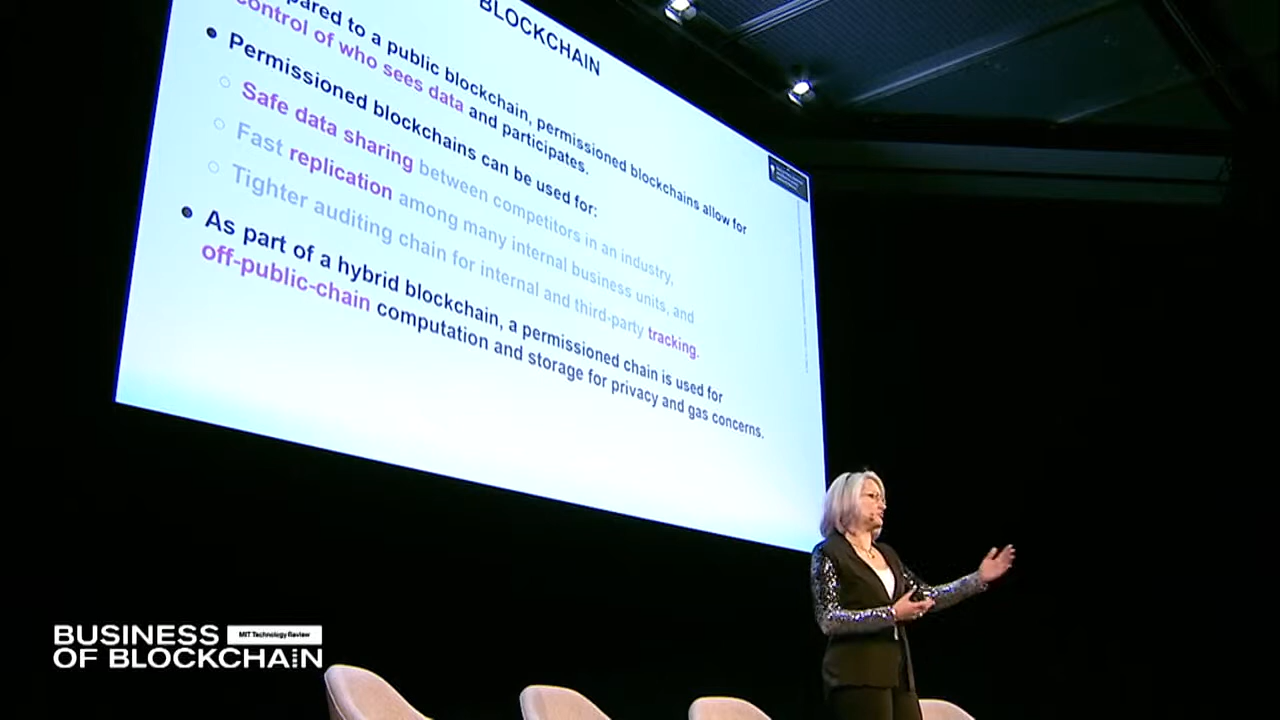 BLOCKCHAIN
pared to a public blockchain, permissioned blockchains allow for
control of who sees data and participates.
• Permissioned blockchains can be used for:
○ Safe data sharing between competitors in an industry,
○ Fast replication among many internal business units, and
○ Tighter auditing chain for internal and third-party tracking.
• As part of a hybrid blockchain, a permissioned chain is used for
off-public-chain computation and storage for privacy and gas concerns.
BUSINESS MIT Technology Review
OF BLOCKCHAIN